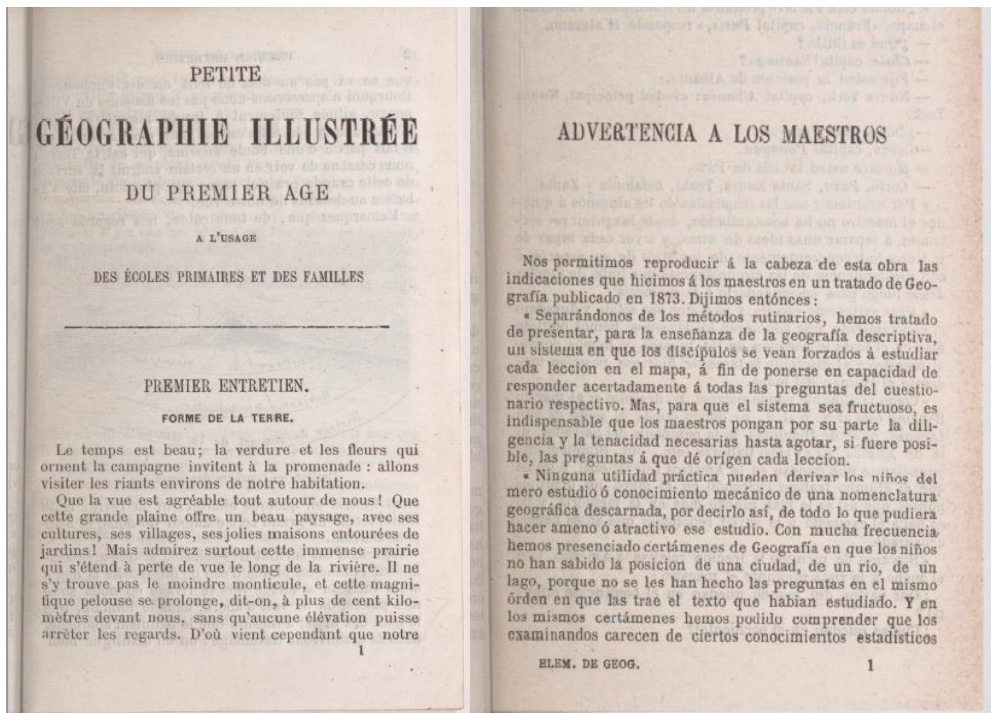 PETITE
GÉOGRAPHIE ILLUSTRÉE
DU PREMIER AGE
A L'USAGE
DES ÉCOLES PRIMAIRES ET DES FAMILLES
PREMIER ENTRETIEN.
FORME DE LA TERRE.
Le temps est beau; la verdure et les fleurs qui
ornent la campagne invitent à la promenade : allons
visiter les riants environs de notre habitation.
Que la vue est agréable tout autour de nous! Que
cette grande plaine offre un beau paysage, avec ses
cultures, ses villages, ses jolies maisons entourées de
jardins! Mais admirez surtout cette immense prairie
qui s'étend à perte de vue le long de la rivière. Il ne
s'y trouve pas le moindre monticule, et cette magni-
fique pelouse se prolonge, dit-on, à plus de cent kilo-
mètres devant nous, sans qu'aucune élévation puisse
arrêter les regards. D'où vient cependant que notre
1
ADVERTENCIA A LOS MAESTROS
Nos permitimos reproducir á la cabeza de esta obra las
indicaciones que hicimos á los maestros en un tratado de Geo-
grafía publicado en 1873. Dijimos entónces :
« Separándonos de los métodos rutinarios, hemos tratado
de presentar, para la enseñanza de la geografía descriptiva,
un sistema en que los discípulos se vean forzados á estudiar
cada leccion en el mapa, á fin de ponerse en capacidad de
responder acertadamente á todas las preguntas del cuestio-
nario respectivo. Mas, para que el sistema sea fructuoso, es
indispensable que los maestros pongan por su parte la dili-
gencia y la tenacidad necesarias hasta agotar, si fuere posi-
ble, las preguntas á que dé orígen cada leccion.
« Ninguna utilidad práctica pueden derivar los niños del
mero estudio ó conocimiento mecánico de una nomenclatura
geográfica descarnada, por decirlo así, de todo lo que pudiera
hacer ameno ó atractivo ese estudio. Con mucha frecuencia
hemos presenciado certámenes de Geografía en que los niños
no han sabido la posicion de una ciudad, de un rio, de un
lago, porque no se les han hecho las preguntas en el mismo
órden en que las trae el texto que habian estudiado. Y en
los mismos certámenes hemos podido comprender que los
examinandos carecen de ciertos conocimientos estadísticos
ELEM. DE GEOG.
1